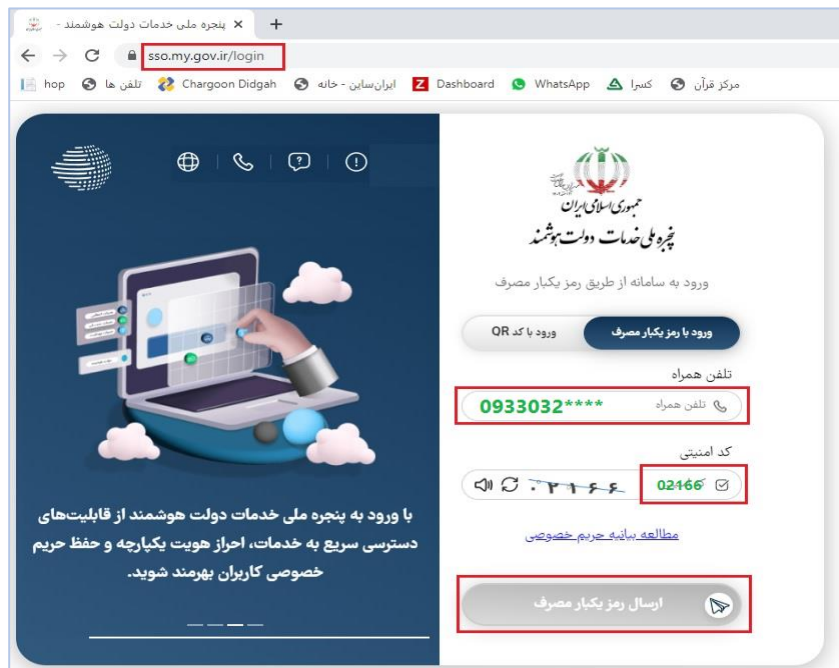 پنجره ملی خدمات دولت هوشمند -
sso.my.gov.ir/login
hop تلفن ها Chargoon Didgah ایران‌ساین - خانه Z Dashboard WhatsApp کسرا مرکز قرآن
جمهوری اسلامی ایران
پنجره ملی خدمات دولت هوشمند
ورود به سامانه از طریق رمز یکبار مصرف
ورود با رمز یکبار مصرف ورود با کد QR
تلفن همراه
تلفن همراه 0933032****
کد امنیتی
02166 ۰۲۱۶۶
مطالعه بیانیه حریم خصوصی
ارسال رمز یکبار مصرف
با ورود به پنجره ملی خدمات دولت هوشمند از قابلیت‌های
دسترسی سریع به خدمات، احراز هویت یکپارچه و حفظ حریم
خصوصی کاربران بهرمند شوید.